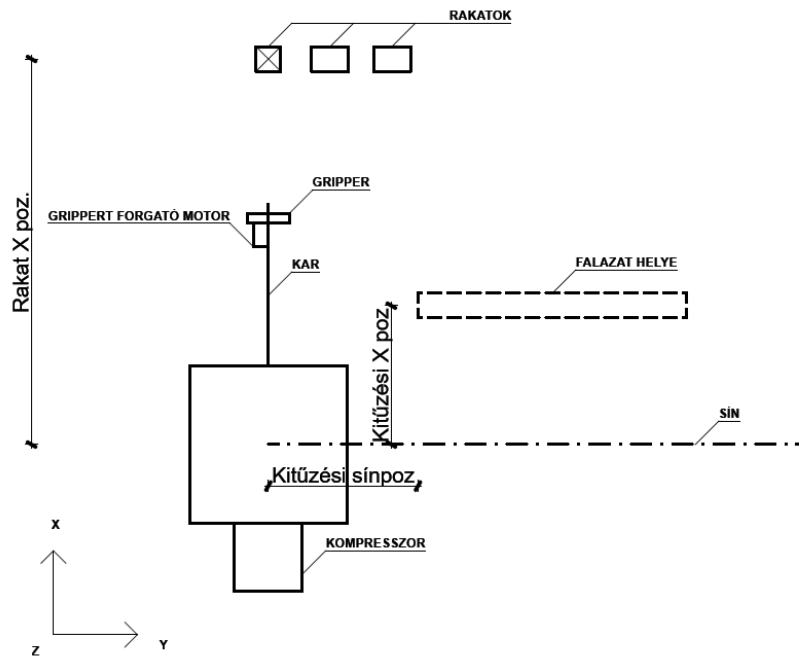 RAKATOK
GRIPPER
GRIPPERT FORGATÓ MOTOR
Rakat X poz.
KAR
FALAZAT HELYE
Kitűzési X poz
SÍN
Kitűzési sínpoz
KOMPRESSZOR
X
Z
Y